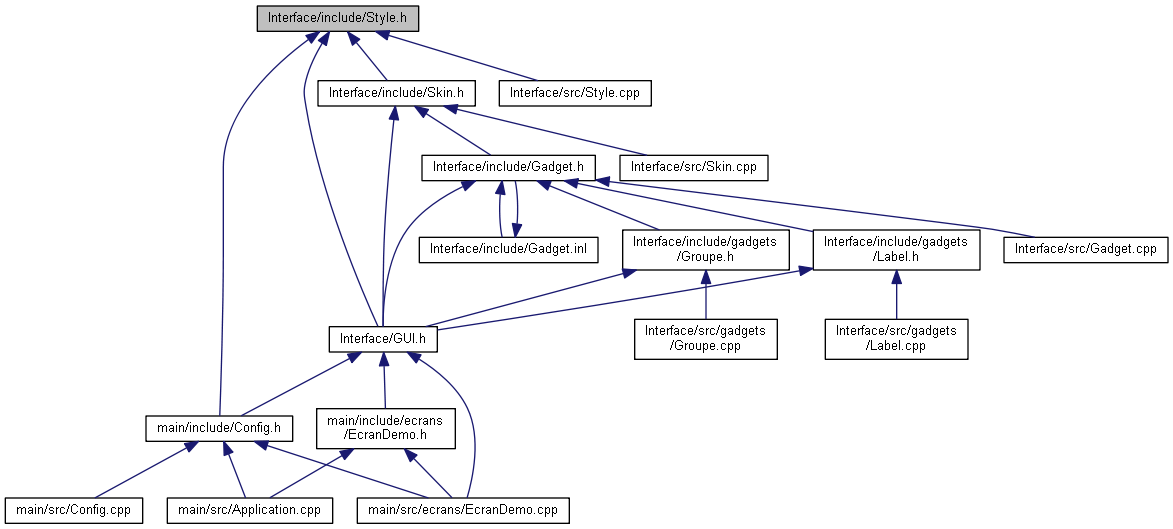 Interface/include/Style.h
Interface/include/Skin.h
Interface/src/Style.cpp
Interface/include/Gadget.h
Interface/src/Skin.cpp
Interface/include/Gadget.inl
Interface/include/gadgets
/Groupe.h
Interface/include/gadgets
/Label.h
Interface/src/Gadget.cpp
Interface/GUI.h
Interface/src/gadgets
/Groupe.cpp
Interface/src/gadgets
/Label.cpp
main/include/Config.h
main/include/ecrans
/EcranDemo.h
main/src/Config.cpp
main/src/Application.cpp
main/src/ecrans/EcranDemo.cpp